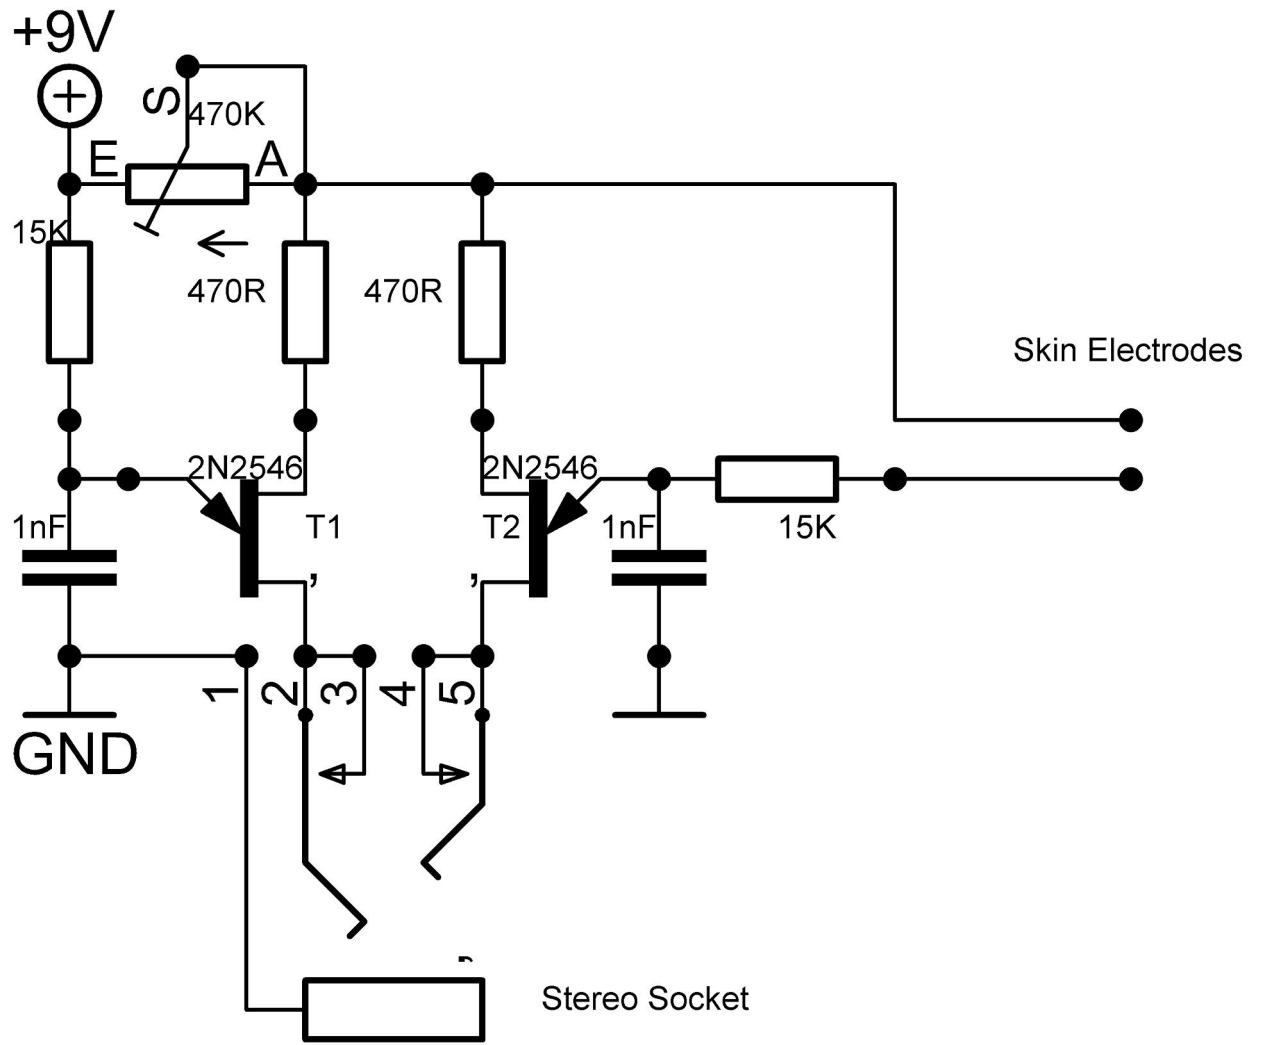 +9V
S
470K
E
A
15K
470R
470R
Skin Electrodes
2N2546
2N2546
1nF
T1
T2
1nF
15K
1
2
3
4
5
GND
Stereo Socket